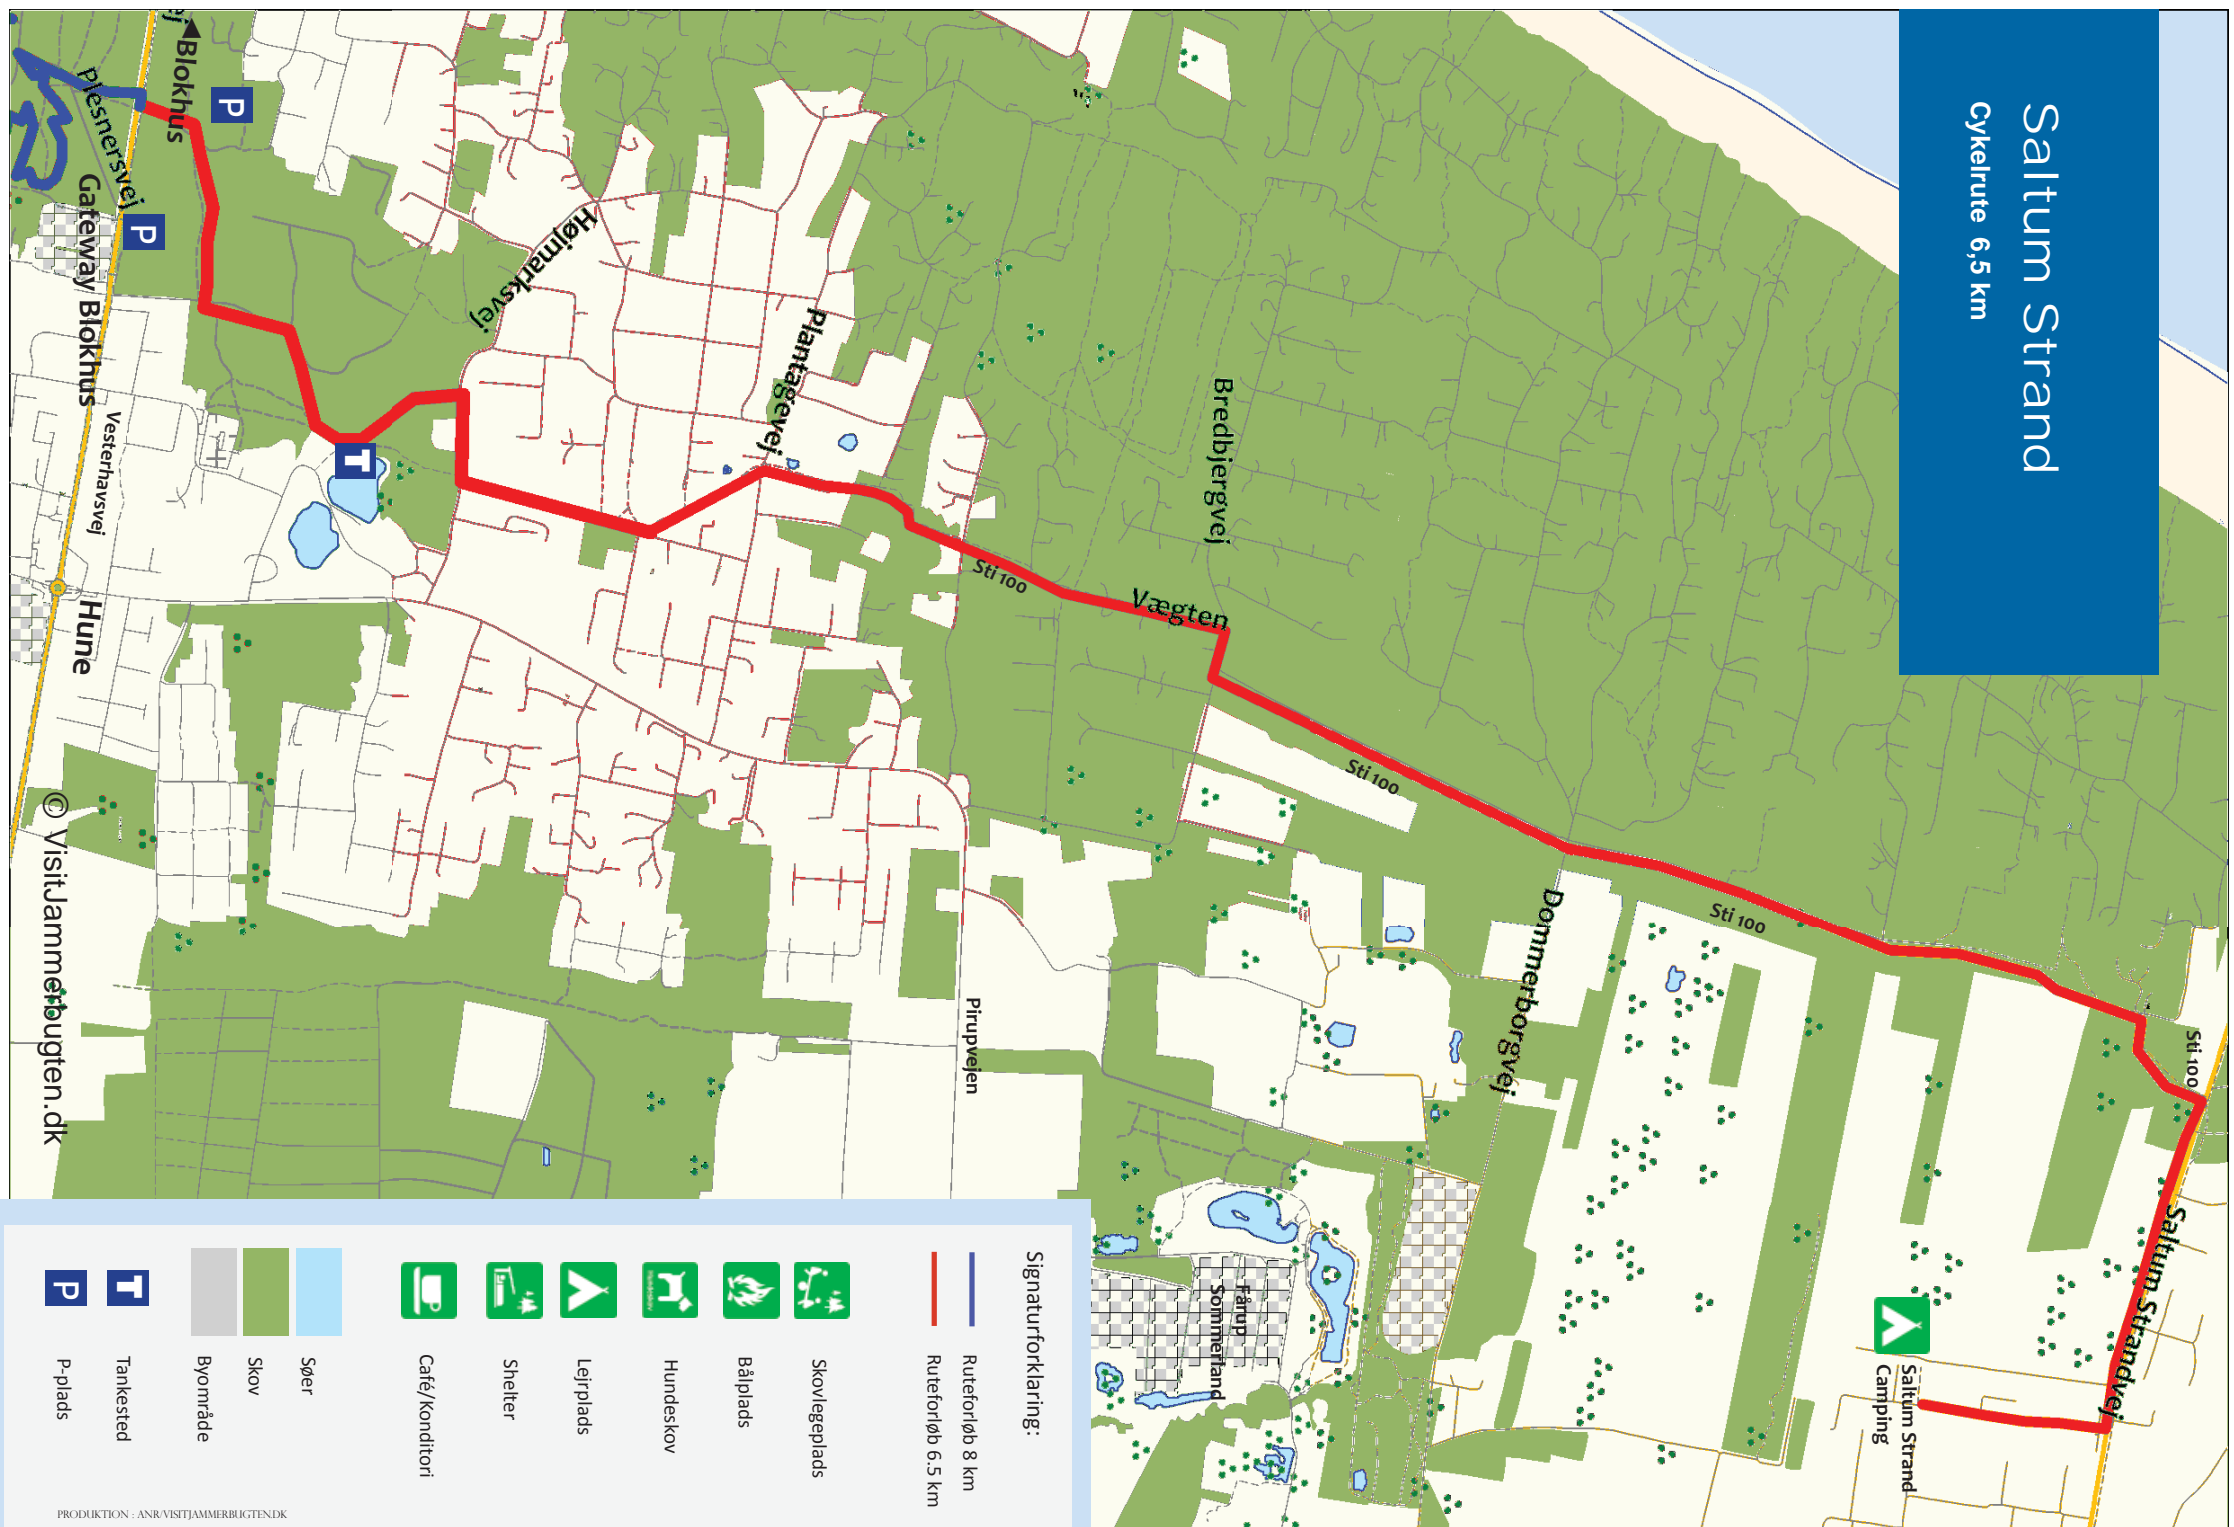 Saltum Strand
Cykelrute 6,5 km
Blokhus
Plesnersvej
P
P
Gateway Blokhus
Vesterhavsvej
Hune
Højmarksvej
Plantagevej
T
Bredbjergvej
Vægten
Sti 100
Sti 100
Sti 100
Sti 100
Dommerborgvej
Pirupvejen
Saltum Strandvej
Saltum Strand
Camping
Fårup
Sommerland
© VisitJammerbugten.dk
Signaturforklaring:
Ruteforløb 8 km
Ruteforløb 6.5 km
Skovlegeplads
Bålplads
Hundeskov
Hundeskov
Lejrplads
Shelter
Café/Konditori
Søer
Skov
Byområde
T
Tankested
P
P-plads
PRODUKTION : ANR/VISITJAMMERBUGTEN.DK